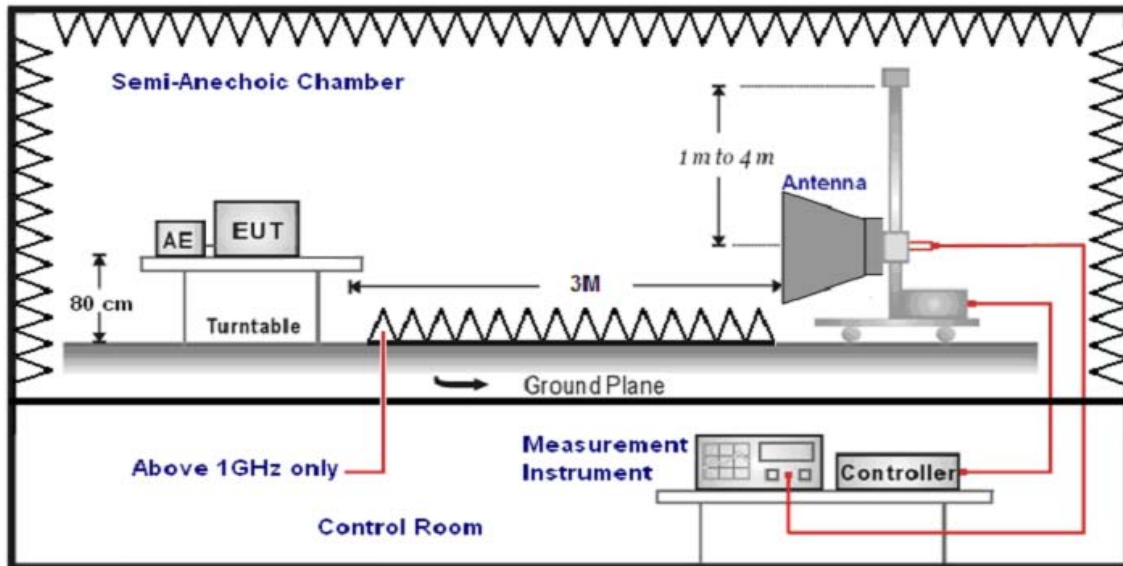 Semi-Anechoic Chamber
1 m to 4 m
Antenna
AE
EUT
80 cm
3M
Turntable
Ground Plane
Above 1GHz only
Measurement
Instrument
Controller
Control Room